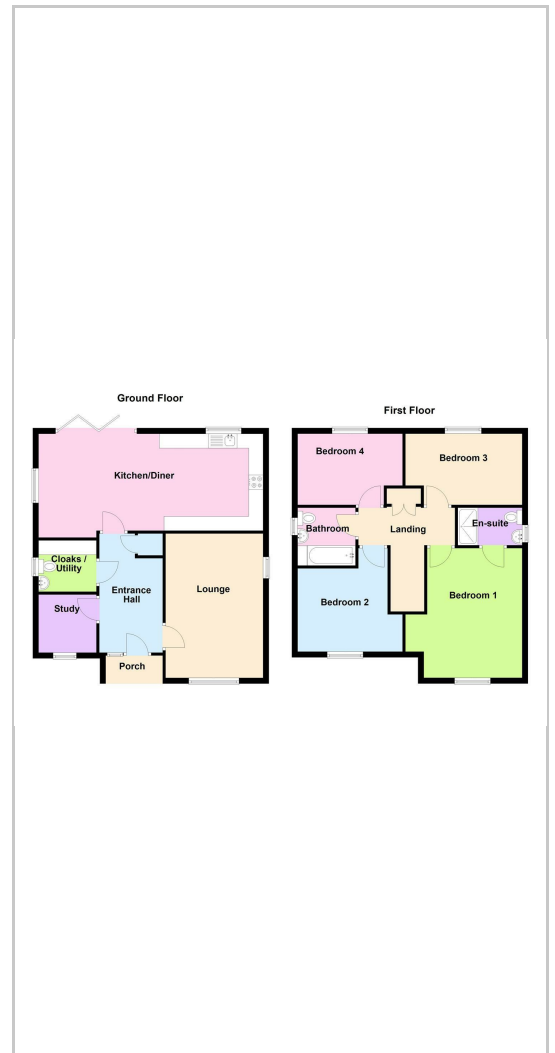 Ground Floor
Kitchen/Diner
Cloaks /
Utility
Entrance
Hall
Lounge
Study
Porch
First Floor
Bedroom 4
Bedroom 3
Bathroom
Landing
En-suite
Bedroom 2
Bedroom 1